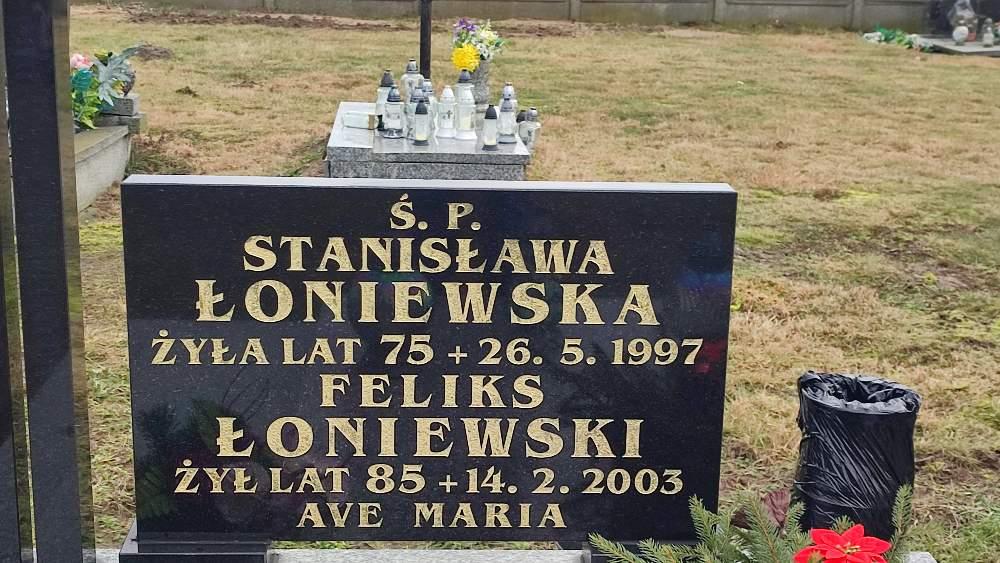 Ś. P.
STANISŁAWA
ŁONIEWSKA
ŻYŁA LAT 75 + 26. 5. 1997
FELIKS
ŁONIEWSKI
ŻYŁ LAT 85 + 14. 2. 2003
AVE MARIA